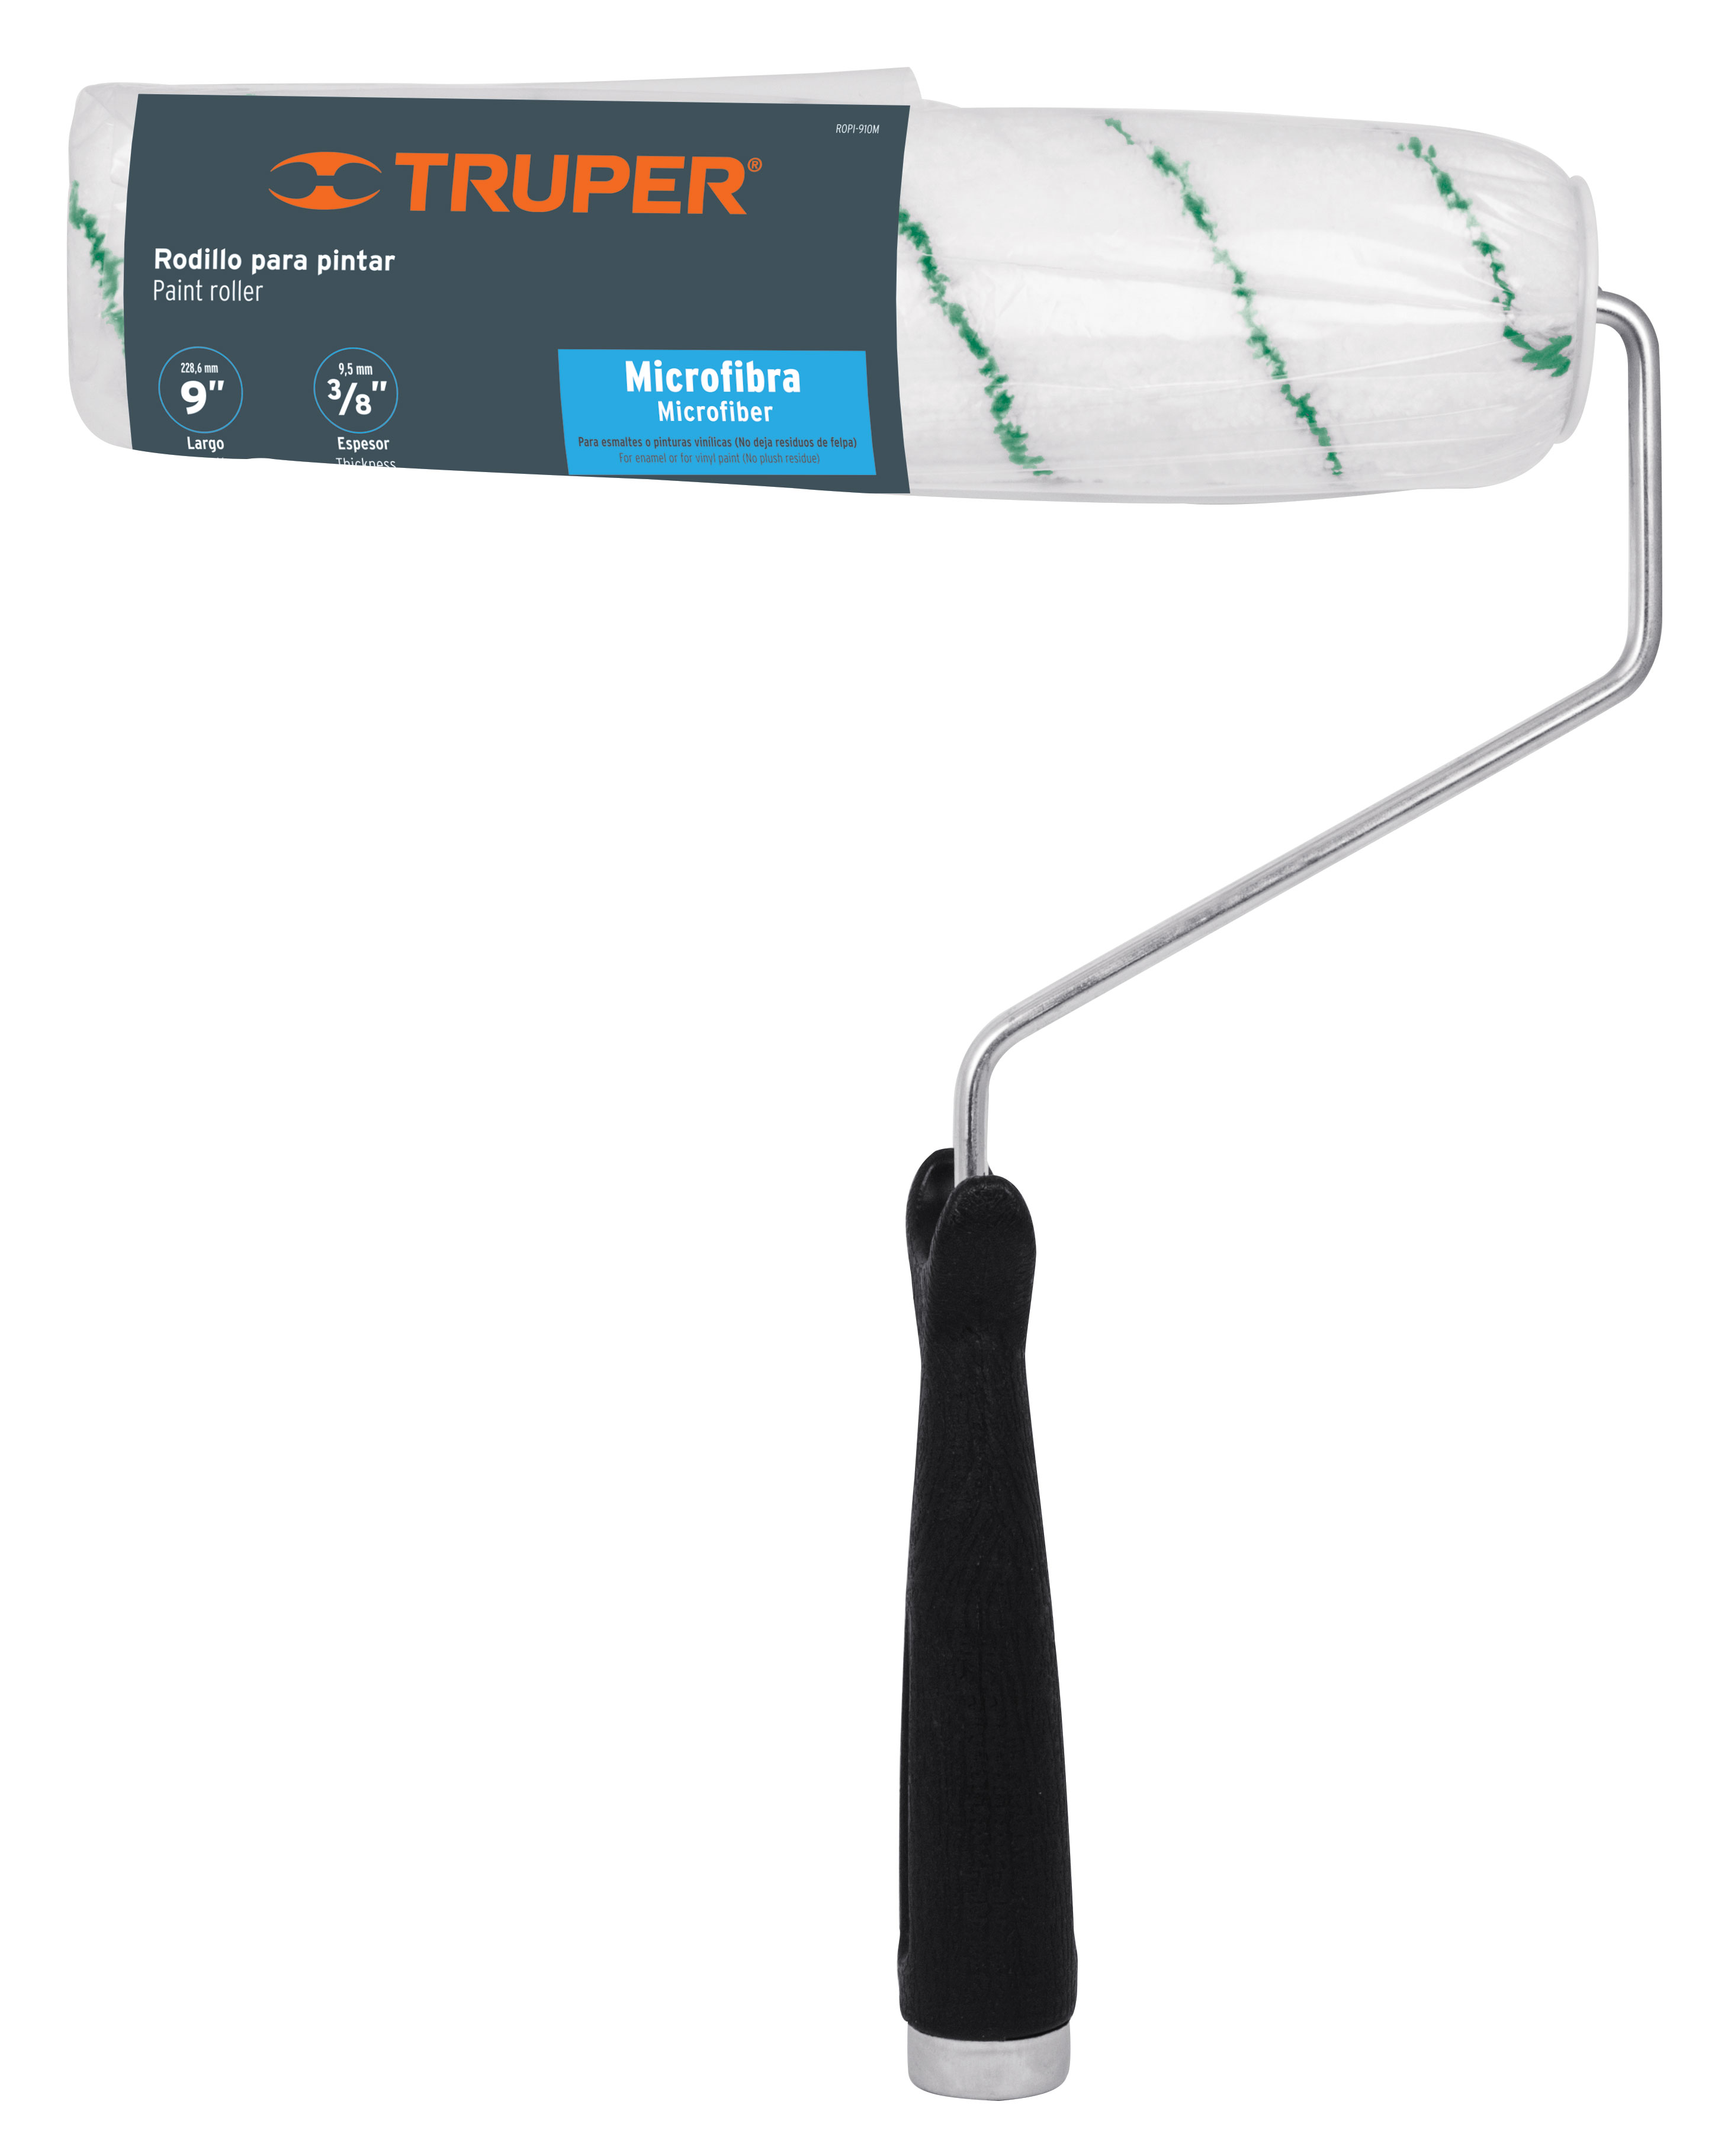 ROPI-910M
TRUPER®
Rodillo para pintar
Paint roller
228,6 mm
9"
Largo
9,5 mm
3/8"
Espesor
Thickness
Microfibra
Microfiber
Para esmaltes o pinturas vinílicas (No deja residuos de felpa)
For enamel or for vinyl paint (No plush residue)